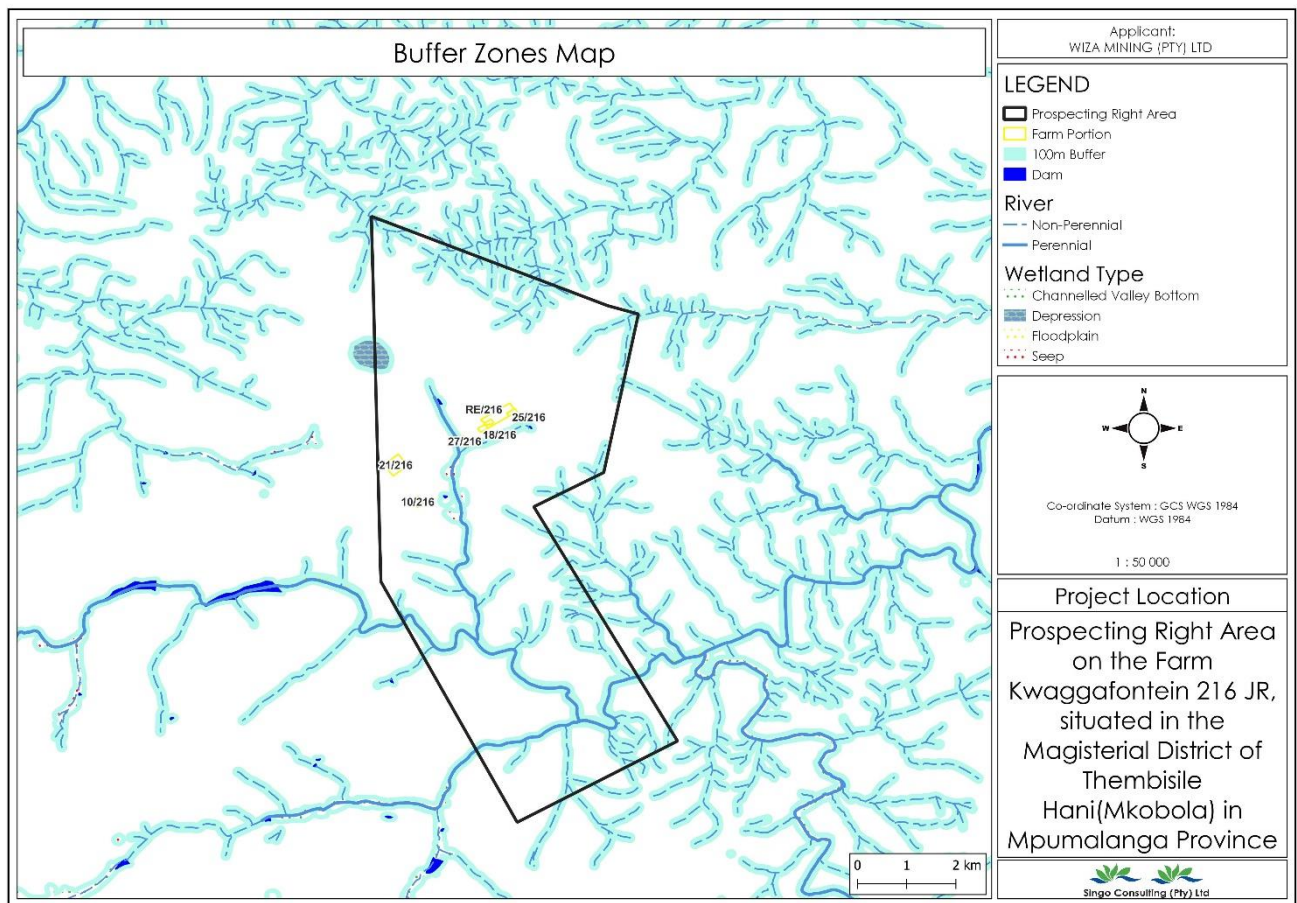 Buffer Zones Map
RE/216
25/216
18/216
27/216
21/216
10/216
0 1 2 km
Applicant:
WIZA MINING (PTY) LTD
LEGEND
Prospecting Right Area
Farm Portion
100m Buffer
Dam
River
Non-Perennial
Perennial
Wetland Type
Channelled Valley Bottom
Depression
Floodplain
Seep
N
W E
S
Co-ordinate System : GCS WGS 1984
Datum : WGS 1984
1 : 50 000
Project Location
Prospecting Right Area
on the Farm
Kwaggafontein 216 JR,
situated in the
Magisterial District of
Thembisile
Hani(Mkobola) in
Mpumalanga Province
Singo Consulting (Pty) Ltd